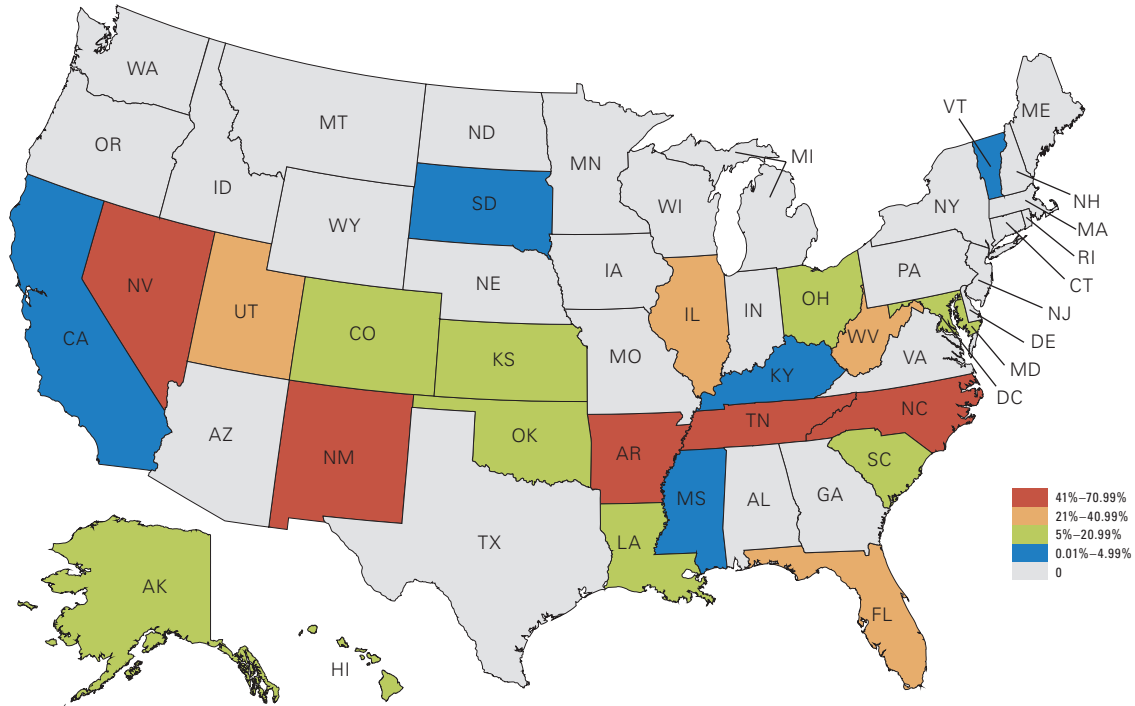 WA
MT
ND
MN
OR
ID
WY
SD
WI
MI
VT
ME
NY
NH
MA
RI
CT
NJ
DE
MD
DC
NV
UT
CA
NE
IA
CO
KS
MO
IL
IN
OH
PA
WV
VA
KY
AZ
NM
OK
AR
TN
NC
SC
TX
LA
MS
AL
GA
FL
AK
HI
41%–70.99%
21%–40.99%
5%–20.99%
0.01%–4.99%
0